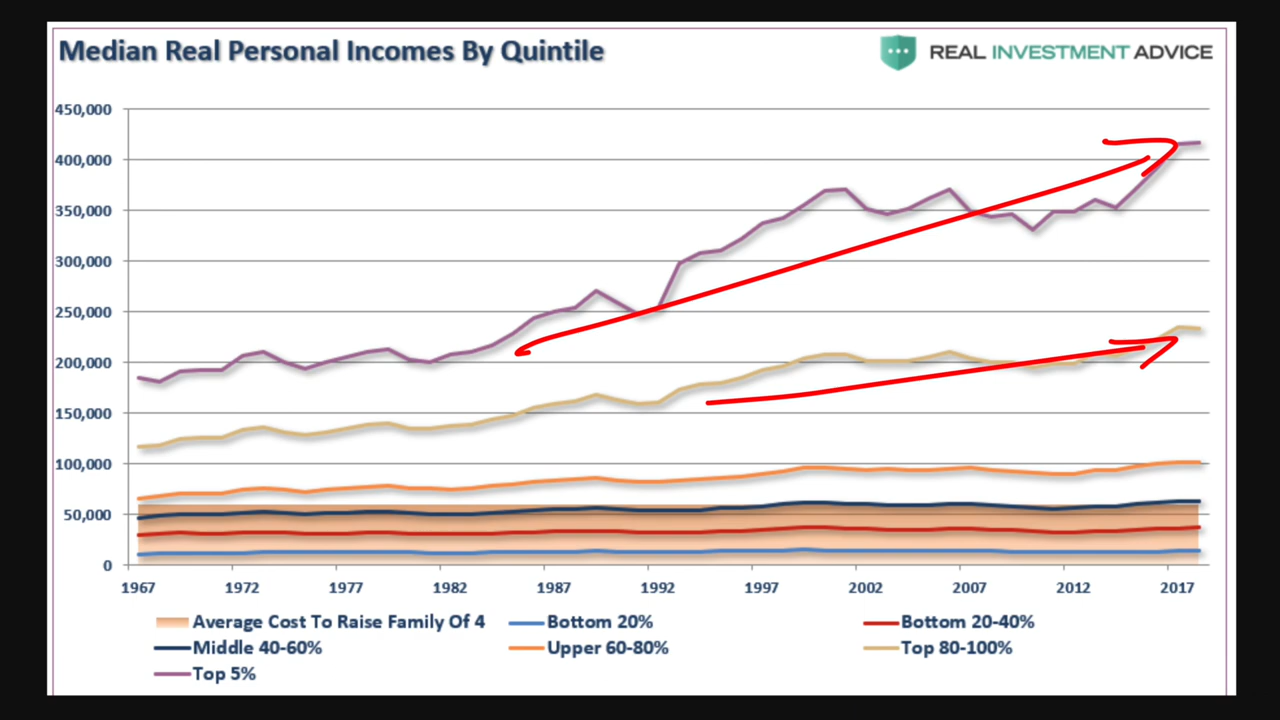 Median Real Personal Incomes By Quintile
REAL INVESTMENT ADVICE
450,000
400,000
350,000
300,000
250,000
200,000
150,000
100,000
50,000
0
1967 1972 1977 1982 1987 1992 1997 2002 2007 2012 2017
Average Cost To Raise Family Of 4 Bottom 20% Bottom 20-40%
Middle 40-60% Upper 60-80% Top 80-100%
Top 5%